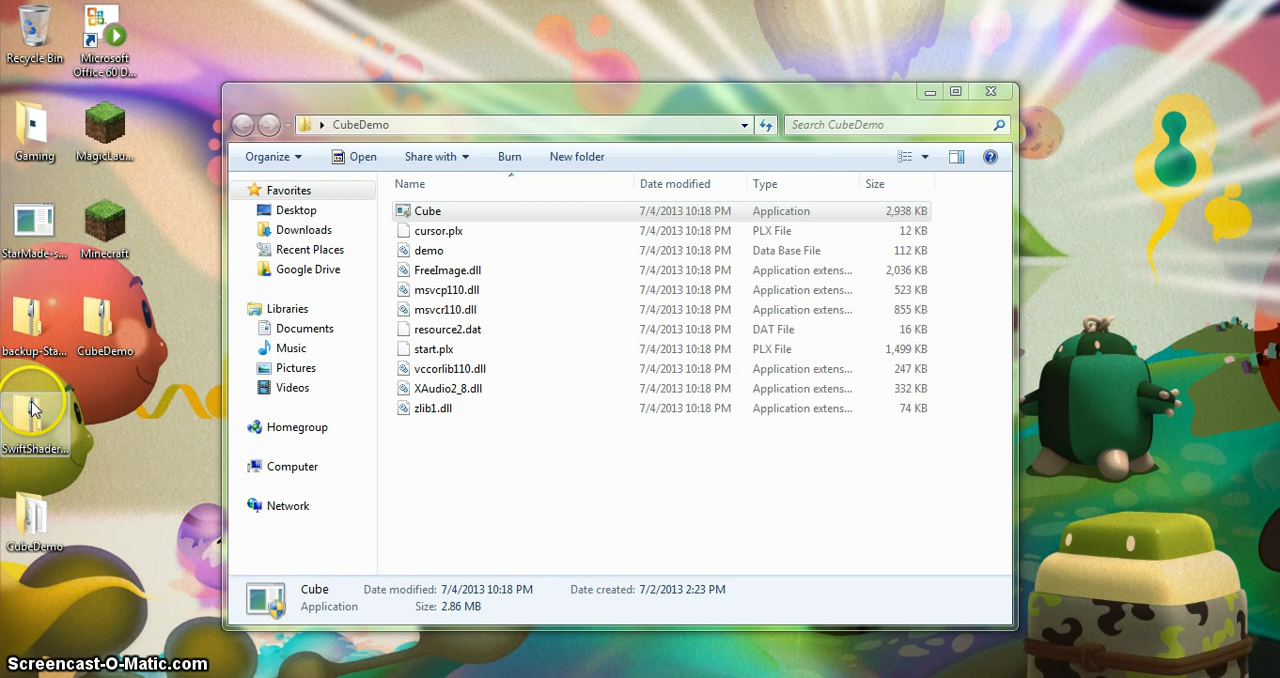 Recycle Bin
Microsoft
Office 60 D...
Gaming
MagicLau...
StarMade-s...
Minecraft
backup-Sta...
CubeDemo
SwiftShader...
CubeDemo
CubeDemo
Search CubeDemo
Organize
Open
Share with
Burn
New folder
Favorites
Desktop
Downloads
Recent Places
Google Drive
Libraries
Documents
Music
Pictures
Videos
Homegroup
Computer
Network
Name Date modified Type Size
Cube 7/4/2013 10:18 PM Application 2,938 KB
cursor.plx 7/4/2013 10:18 PM PLX File 12 KB
demo 7/4/2013 10:18 PM Data Base File 112 KB
FreeImage.dll 7/4/2013 10:18 PM Application extens... 2,036 KB
msvcp110.dll 7/4/2013 10:18 PM Application extens... 523 KB
msvcr110.dll 7/4/2013 10:18 PM Application extens... 855 KB
resource2.dat 7/4/2013 10:18 PM DAT File 16 KB
start.plx 7/4/2013 10:18 PM PLX File 1,499 KB
vccorlib110.dll 7/4/2013 10:18 PM Application extens... 247 KB
XAudio2_8.dll 7/4/2013 10:18 PM Application extens... 332 KB
zlib1.dll 7/4/2013 10:18 PM Application extens... 74 KB
Cube Date modified: 7/4/2013 10:18 PM Date created: 7/2/2013 2:23 PM
Application Size: 2.86 MB
Screencast-O-Matic.com